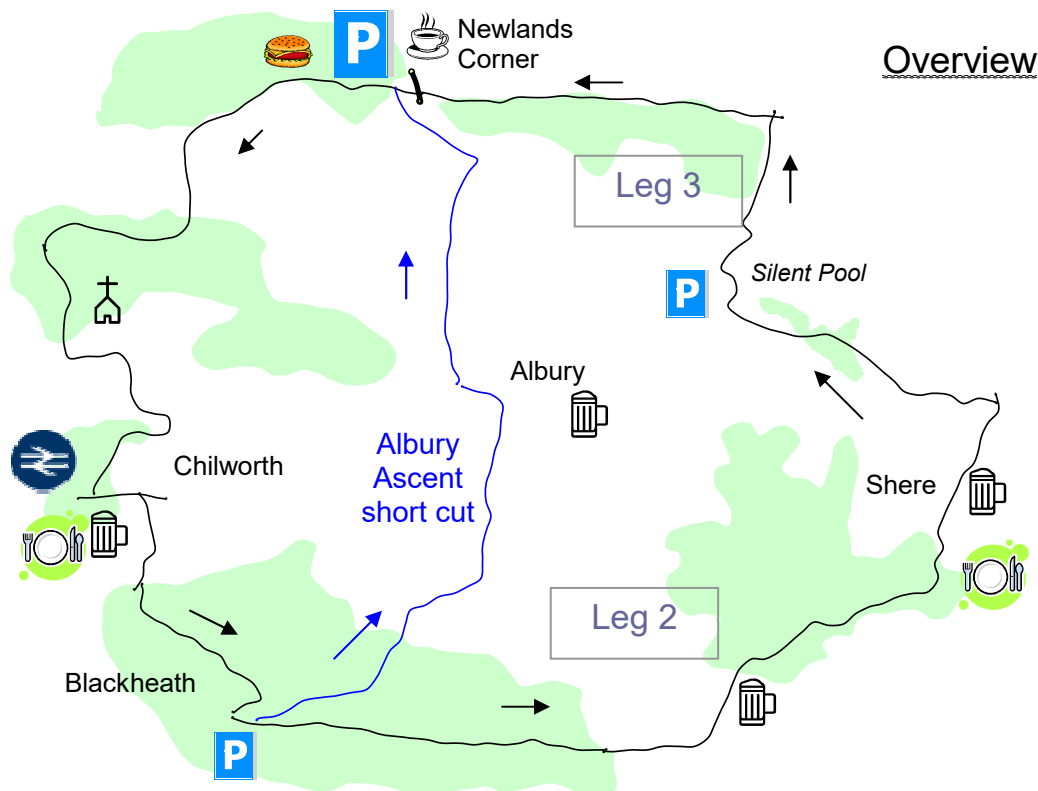 P
Newlands
Corner
Overview
Leg 3
P
Silent Pool
Albury
Albury
Ascent
short cut
Chilworth
Shere
Leg 2
Blackheath
P